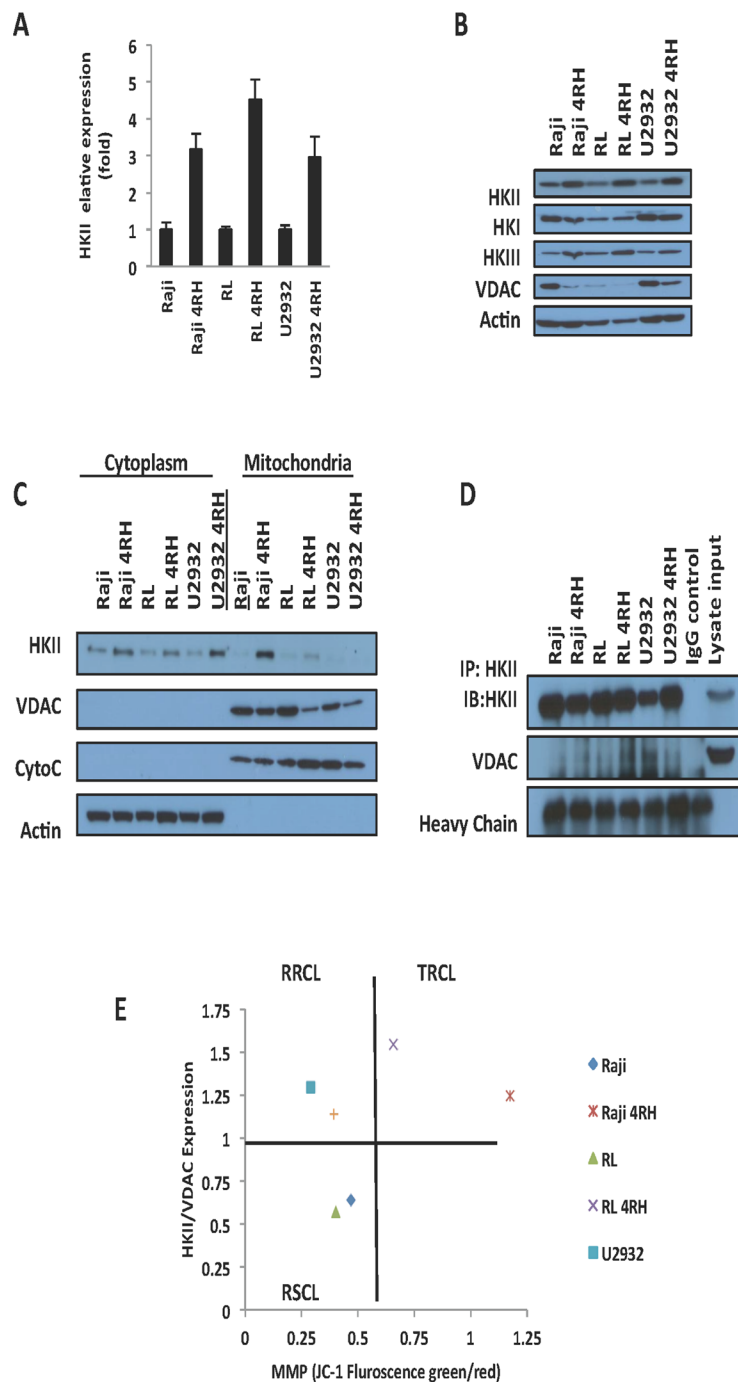 A
HKII elative expression
(fold)
6
5
4
3
2
1
0
Raji
Raji 4RH
RL
RL 4RH
U2932
U2932 4RH
B
Raji
Raji 4RH
RL
RL 4RH
U2932
U2932 4RH
HKII
HKI
HKIII
VDAC
Actin
C
Cytoplasm
Mitochondria
Raji
Raji 4RH
RL
RL 4RH
U2932
U2932 4RH
Raji
Raji 4RH
RL
RL 4RH
U2932
U2932 4RH
HKII
VDAC
CytoC
Actin
D
Raji
Raji 4RH
RL
RL 4RH
U2932
U2932 4RH
IgG control
Lysate input
IP: HKII
IB:HKII
VDAC
Heavy Chain
E
RRCL
TRCL
RSCL
HKII/VDAC Expression
1.75
1.5
1.25
1
0.75
0.5
0.25
0
0
0.25
0.5
0.75
1
1.25
MMP (JC-1 Fluroscence green/red)
Raji
Raji 4RH
RL
RL 4RH
U2932